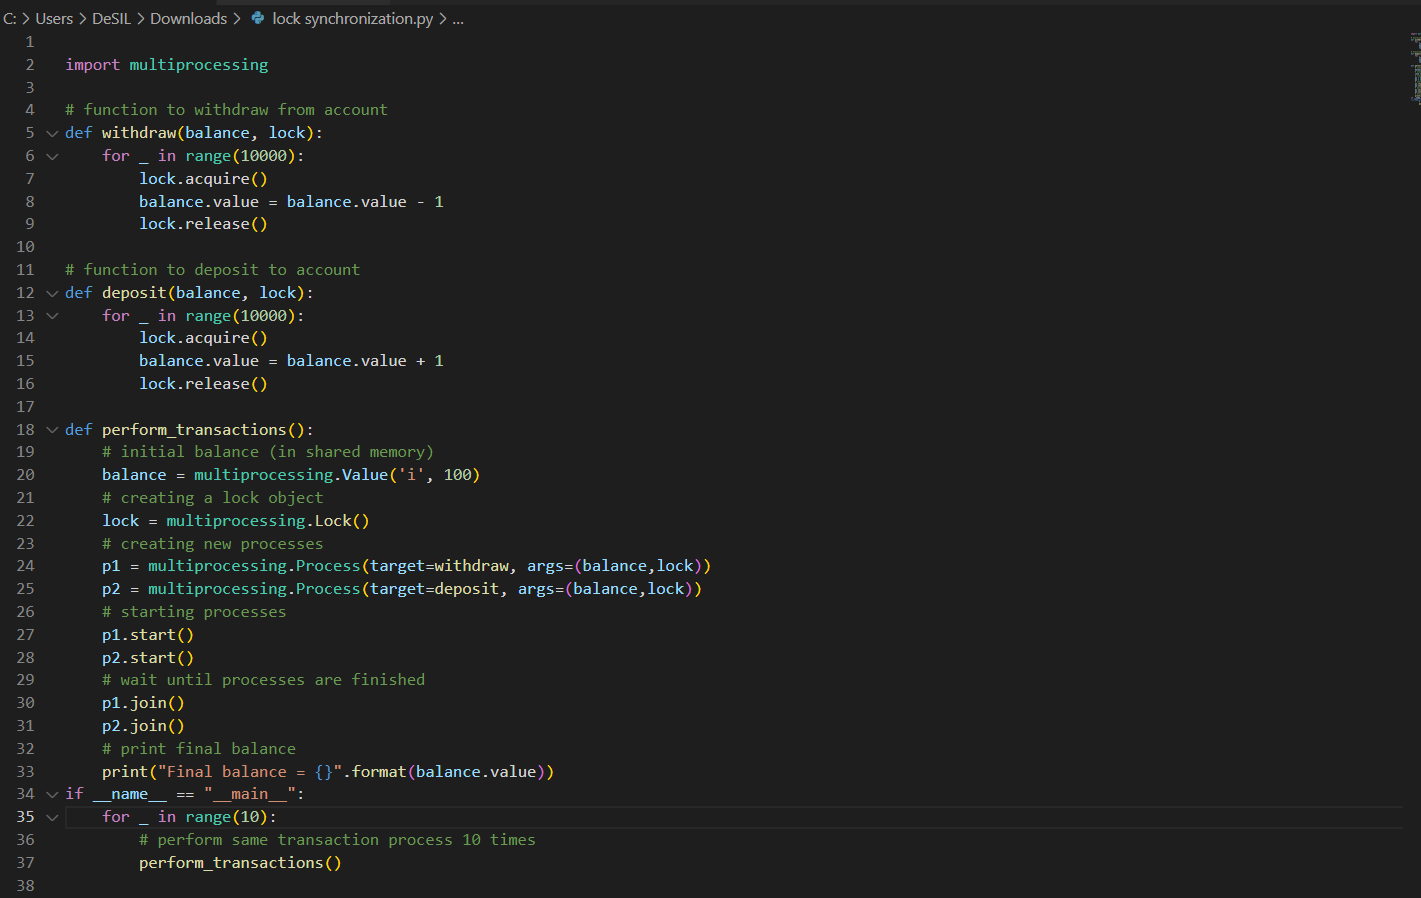 C: > Users > DeSIL > Downloads > lock synchronization.py > ...
1
2 import multiprocessing
3
4 # function to withdraw from account
5 def withdraw(balance, lock):
6     for _ in range(10000):
7         lock.acquire()
8         balance.value = balance.value - 1
9         lock.release()
10
11 # function to deposit to account
12 def deposit(balance, lock):
13     for _ in range(10000):
14         lock.acquire()
15         balance.value = balance.value + 1
16         lock.release()
17
18 def perform_transactions():
19     # initial balance (in shared memory)
20     balance = multiprocessing.Value('i', 100)
21     # creating a lock object
22     lock = multiprocessing.Lock()
23     # creating new processes
24     p1 = multiprocessing.Process(target=withdraw, args=(balance,lock))
25     p2 = multiprocessing.Process(target=deposit, args=(balance,lock))
26     # starting processes
27     p1.start()
28     p2.start()
29     # wait until processes are finished
30     p1.join()
31     p2.join()
32     # print final balance
33     print("Final balance = {}".format(balance.value))
34 if __name__ == "__main__":
35     for _ in range(10):
36         # perform same transaction process 10 times
37         perform_transactions()
38